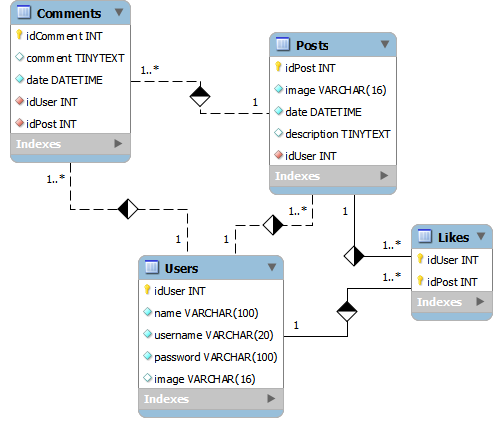 Comments
idComment INT
comment TINYTEXT
date DATETIME
idUser INT
idPost INT
Indexes
Posts
idPost INT
image VARCHAR(16)
date DATETIME
description TINYTEXT
idUser INT
Indexes
1..*
1
1..*
1
1..*
1
1
1..*
1..*
1
Likes
idUser INT
idPost INT
Users
idUser INT
name VARCHAR(100)
username VARCHAR(20)
password VARCHAR(100)
image VARCHAR(16)
Indexes